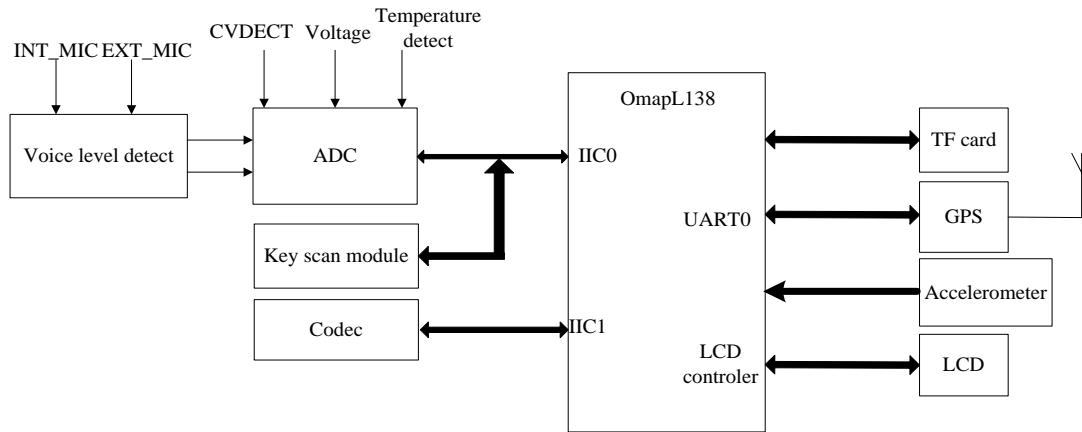 Temperature
detect
CVDECT
Voltage
INT_MIC
EXT_MIC
OmapL138
Voice level detect
ADC
IIC0
TF card
UART0
GPS
Key scan module
Accelerometer
Codec
IIC1
LCD
controler
LCD